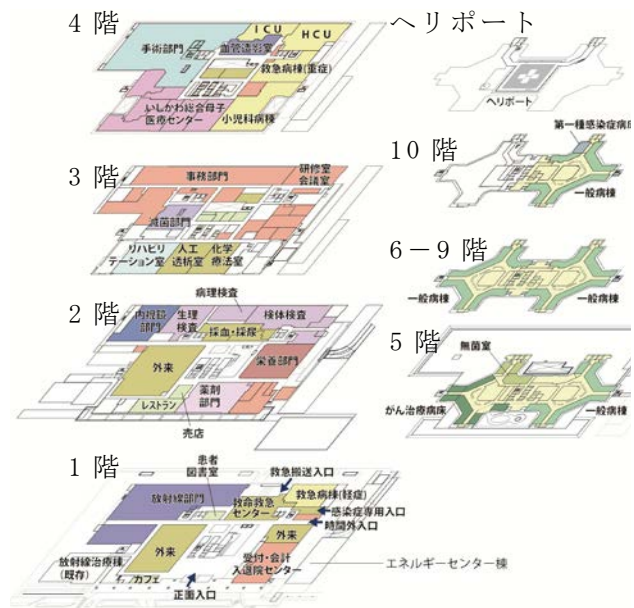 4 階
ICU
HCU
血管造影室
手術部門
救急病棟(重症)
いしかわ総合母子
医療センター
小児科病棟
3 階
事務部門
研修室
会議室
滅菌部門
リハビリ
テーション室
人工
透析室
化学
療法室
病理検査
2 階
内視鏡
部門
生理
検査
検体検査
採血・採尿
外来
栄養部門
薬剤
部門
レストラン
売店
1 階
患者
図書室
救急搬送入口
放射線部門
救命救急
センター
救急病棟(軽症)
感染症専用入口
時間外入口
外来
外来
放射線治療棟
(既存)
受付・会計
入退院センター
カフェ
正面入口
エネルギーセンター棟
ヘリポート
ヘリポート
第一種感染症病床
10 階
一般病棟
6－9 階
一般病棟
一般病棟
5 階
無菌室
がん治療病床
一般病棟